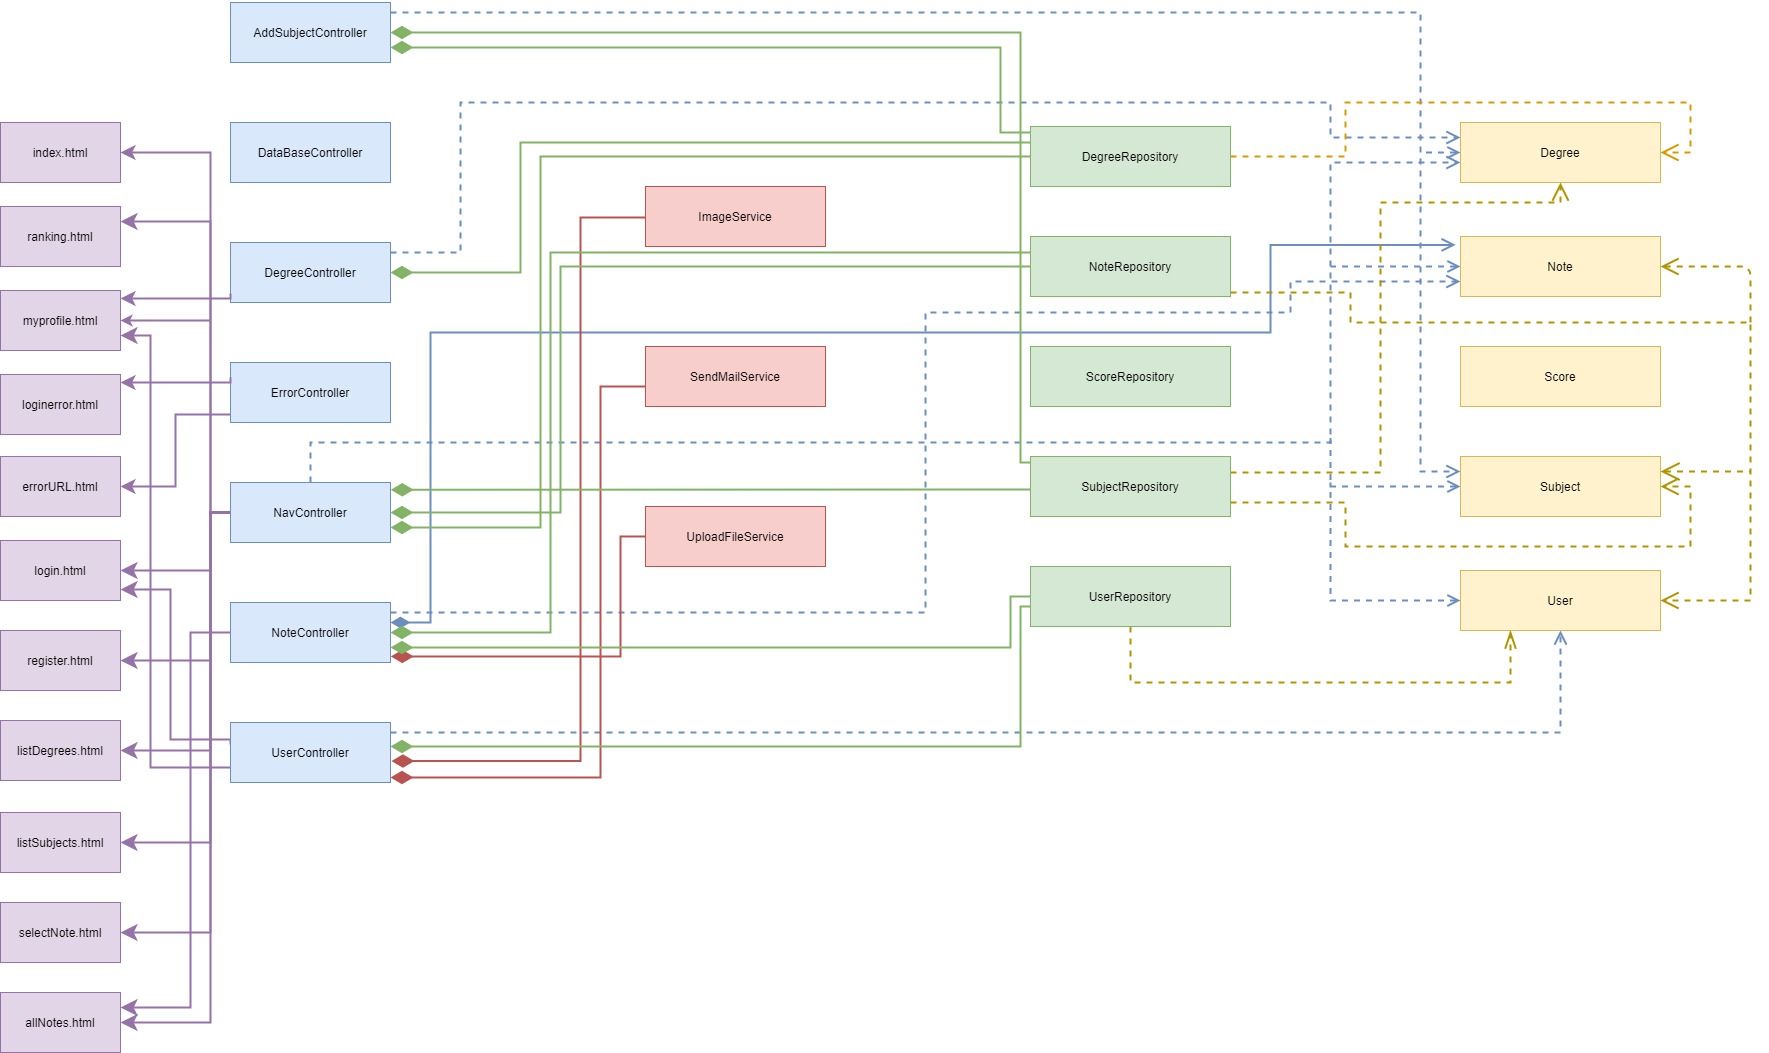 AddSubjectController
index.html
DataBaseController
DegreeRepository
Degree
ranking.html
ImageService
DegreeController
NoteRepository
Note
myprofile.html
loginerror.html
ErrorController
SendMailService
ScoreRepository
Score
errorURL.html
NavController
SubjectRepository
Subject
UploadFileService
login.html
NoteController
UserRepository
User
register.html
listDegrees.html
UserController
listSubjects.html
selectNote.html
allNotes.html